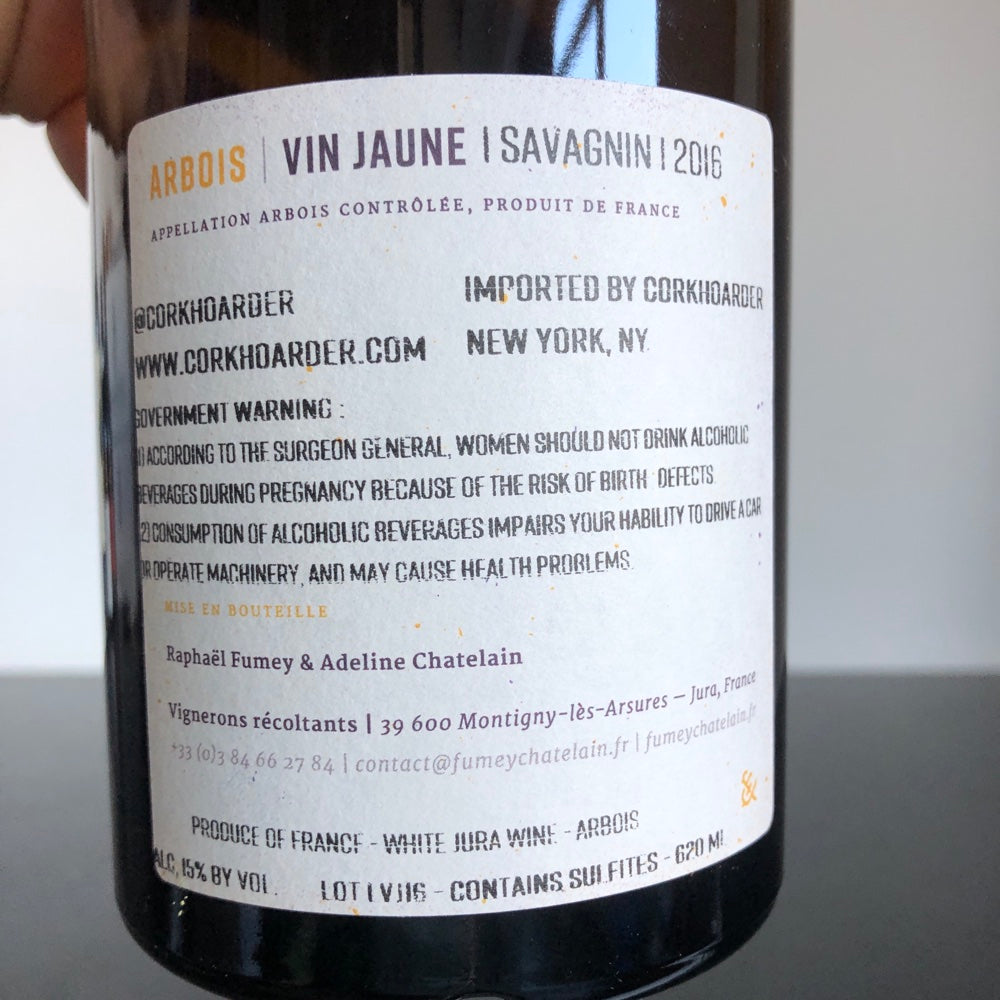 ARBOIS | VIN JAUNE | SAVAGNIN | 2016
APPELLATION ARBOIS CONTRÔLÉE, PRODUIT DE FRANCE
@CORKHOARDER
WWW.CORKHOARDER.COM
IMPORTED BY CORKHOARDER
NEW YORK, NY
GOVERNMENT WARNING :
1) ACCORDING TO THE SURGEON GENERAL, WOMEN SHOULD NOT DRINK ALCOHOLIC
BEVERAGES DURING PREGNANCY BECAUSE OF THE RISK OF BIRTH DEFECTS.
(2) CONSUMPTION OF ALCOHOLIC BEVERAGES IMPAIRS YOUR HABILITY TO DRIVE A CAR
OR OPERATE MACHINERY, AND MAY CAUSE HEALTH PROBLEMS.
MISE EN BOUTEILLE
Raphaël Fumey & Adeline Chatelain
Vignerons récoltants | 39 600 Montigny-lès-Arsures – Jura, France
+33 (0)3 84 66 27 84 | contact@fumeychatelain.fr | fumeychatelain.fr
&
PRODUCE OF FRANCE - WHITE JURA WINE - ARBOIS
ALC, 15% BY VOL. LOT LVJ16 - CONTAINS SULFITES - 620 ML